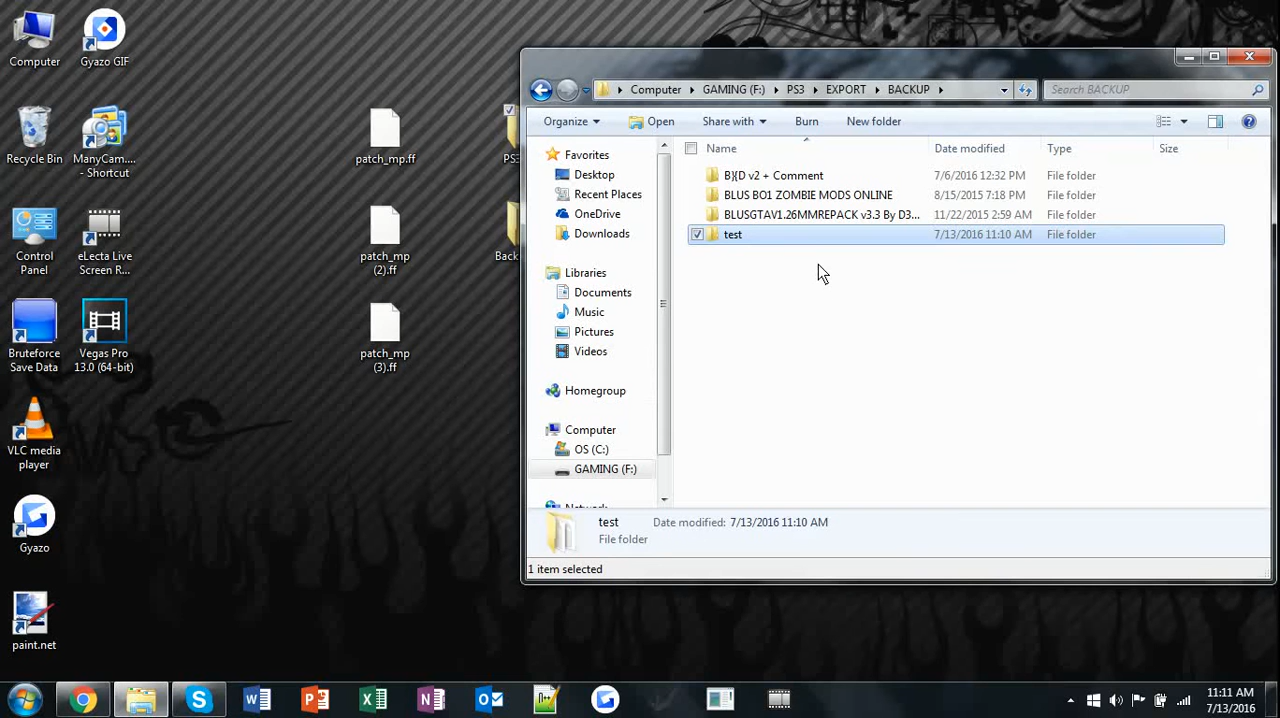 Computer
Gyazo GIF
Recycle Bin
ManyCam....
- Shortcut
Control
Panel
eLecta Live
Screen R...
Bruteforce
Save Data
Vegas Pro
13.0 (64-bit)
VLC media
player
Gyazo
paint.net
patch_mp.ff
patch_mp
(2).ff
patch_mp
(3).ff
PS3
Back
Computer GAMING (F:) PS3 EXPORT BACKUP
Search BACKUP
Organize Open Share with Burn New folder
Favorites
Desktop
Recent Places
OneDrive
Downloads
Libraries
Documents
Music
Pictures
Videos
Homegroup
Computer
OS (C:)
GAMING (F:)
Network
Name Date modified Type Size
B}{D v2 + Comment 7/6/2016 12:32 PM File folder
BLUS BO1 ZOMBIE MODS ONLINE 8/15/2015 7:18 PM File folder
BLUSGTAV1.26MMREPACK v3.3 By D3... 11/22/2015 2:59 AM File folder
test 7/13/2016 11:10 AM File folder
test Date modified: 7/13/2016 11:10 AM
File folder
1 item selected
11:11 AM
7/13/2016